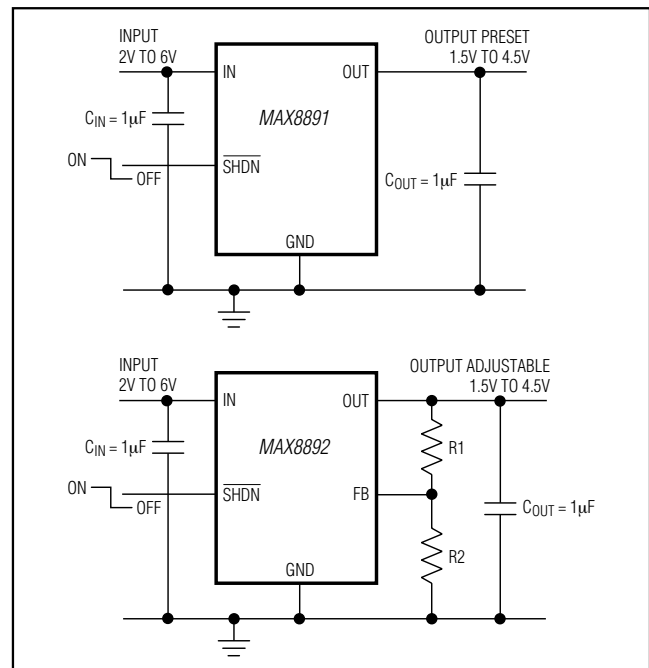 INPUT
2V TO 6V
OUTPUT PRESET
1.5V TO 4.5V
IN
OUT
CIN = 1µF
MAX8891
ON
OFF
SHDN
COUT = 1µF
GND
INPUT
2V TO 6V
OUTPUT ADJUSTABLE
1.5V TO 4.5V
IN
OUT
R1
CIN = 1µF
MAX8892
ON
OFF
SHDN
FB
COUT = 1µF
R2
GND